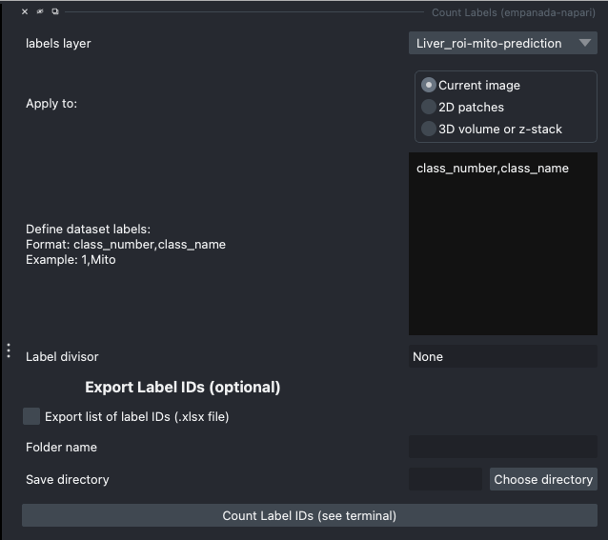 Count Labels (empanada-napari)
labels layer
Liver_roi-mito-prediction
Apply to:
Current image
2D patches
3D volume or z-stack
class_number,class_name
Define dataset labels:
Format: class_number,class_name
Example: 1,Mito
Label divisor
None
Export Label IDs (optional)
Export list of label IDs (.xlsx file)
Folder name
Save directory
Choose directory
Count Label IDs (see terminal)